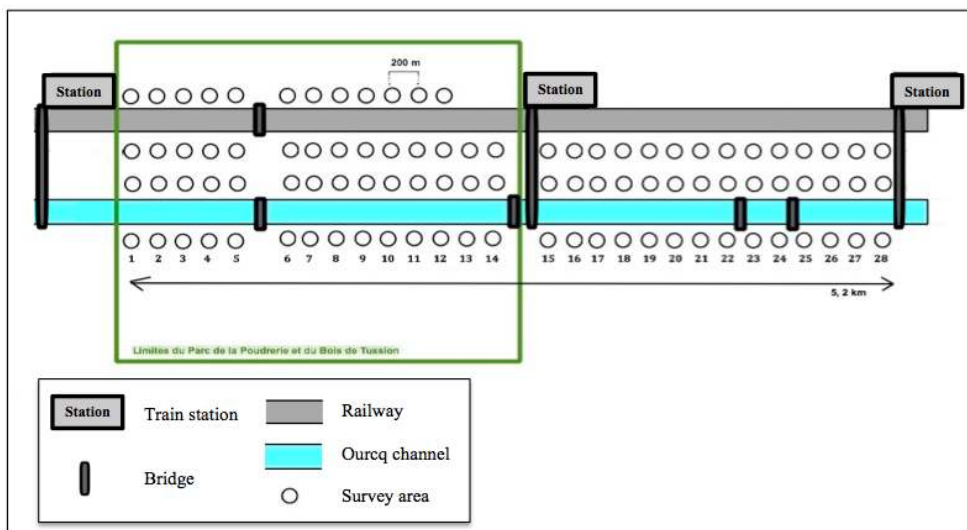 200 m
Station
Station
Station
1 2 3 4 5 6 7 8 9 10 11 12 13 14 15 16 17 18 19 20 21 22 23 24 25 26 27 28
5, 2 km
Limites du Parc de la Poudrerie et du Bois de Tussion
Station Train station
Railway
Ourcq channel
Bridge
Survey area